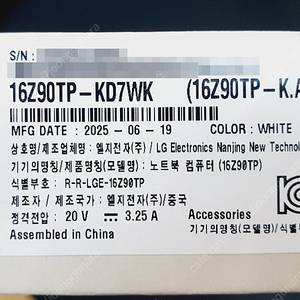 S/N :
16Z90TP-KD7WK (16Z90TP-K.A
MFG DATE : 2025 - 06 - 19 COLOR : WHITE
상호명/제조업체명 : 엘지전자(주) / LG Electronics Nanjing New Technol
기기의명칭/제품명칭(모델명) : 노트북 컴퓨터 (16Z90TP)
식별부호 : R-R-LGE-16Z90TP
제조자 / 제조국가 : 엘지전자(주)/중국
정격전압 : 20 V ⎓ 3.25 A Accessories
Assembled in China 기기의명칭(모델명)